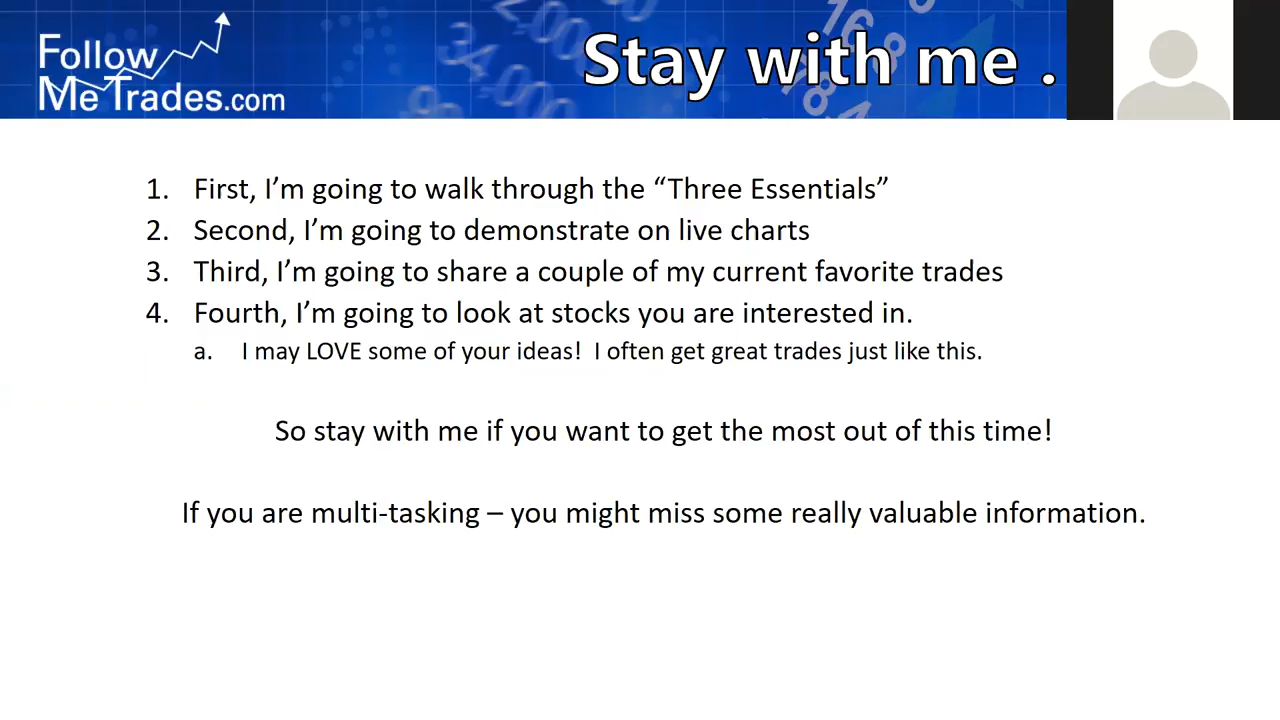 Follow
Me Trades.com
Stay with me .
1. First, I’m going to walk through the “Three Essentials”
2. Second, I’m going to demonstrate on live charts
3. Third, I’m going to share a couple of my current favorite trades
4. Fourth, I’m going to look at stocks you are interested in.
a. I may LOVE some of your ideas!  I often get great trades just like this.
So stay with me if you want to get the most out of this time!
If you are multi-tasking – you might miss some really valuable information.